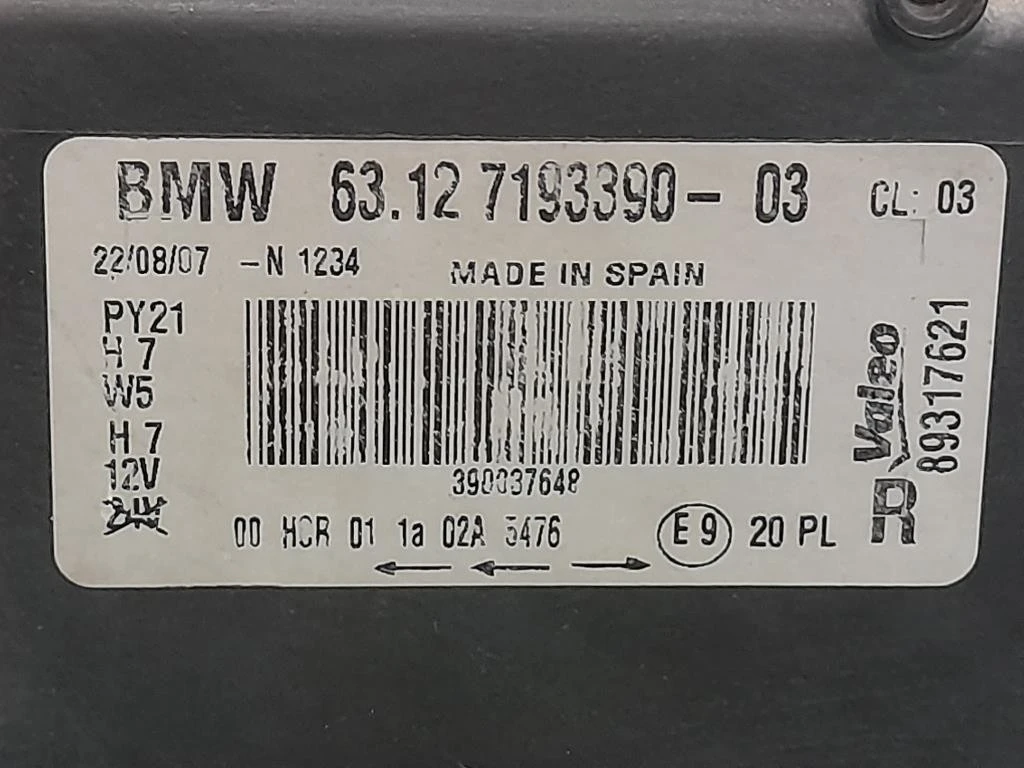 BMW 63.12 7193390- 03 CL: 03
22/08/07 -N 1234
MADE IN SPAIN
PY21
H 7
W5
H 7
12V
390037648
00 HCR 01 1a 02A 5476
E 9 20 PL
Valeo
89317621
R